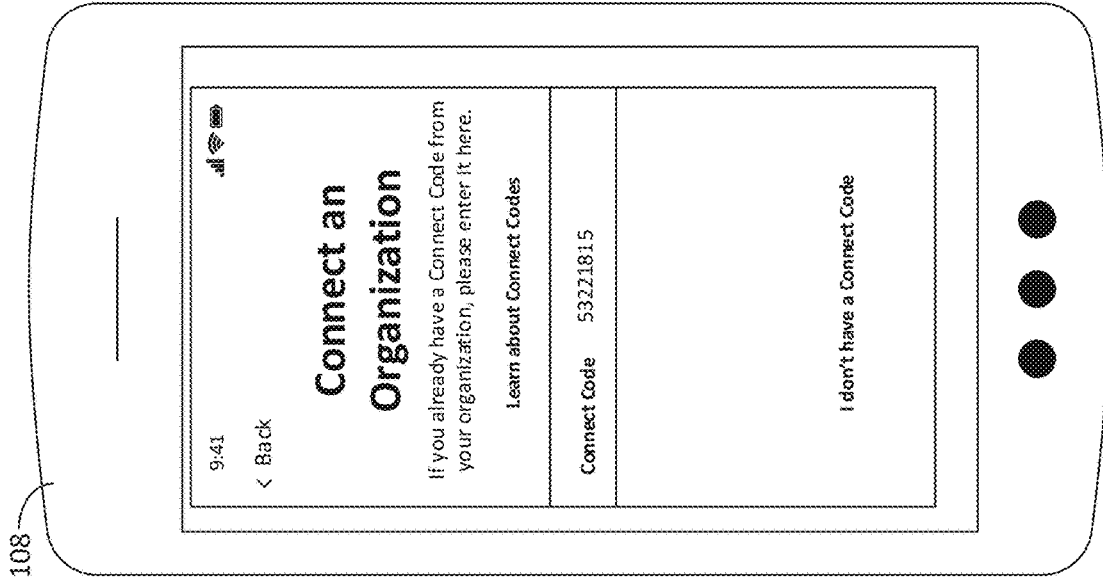 108
9:41
< Back
Connect an
Organization
If you already have a Connect Code from
your organization, please enter it here.
Learn about Connect Codes
Connect Code 53221815
I don't have a Connect Code